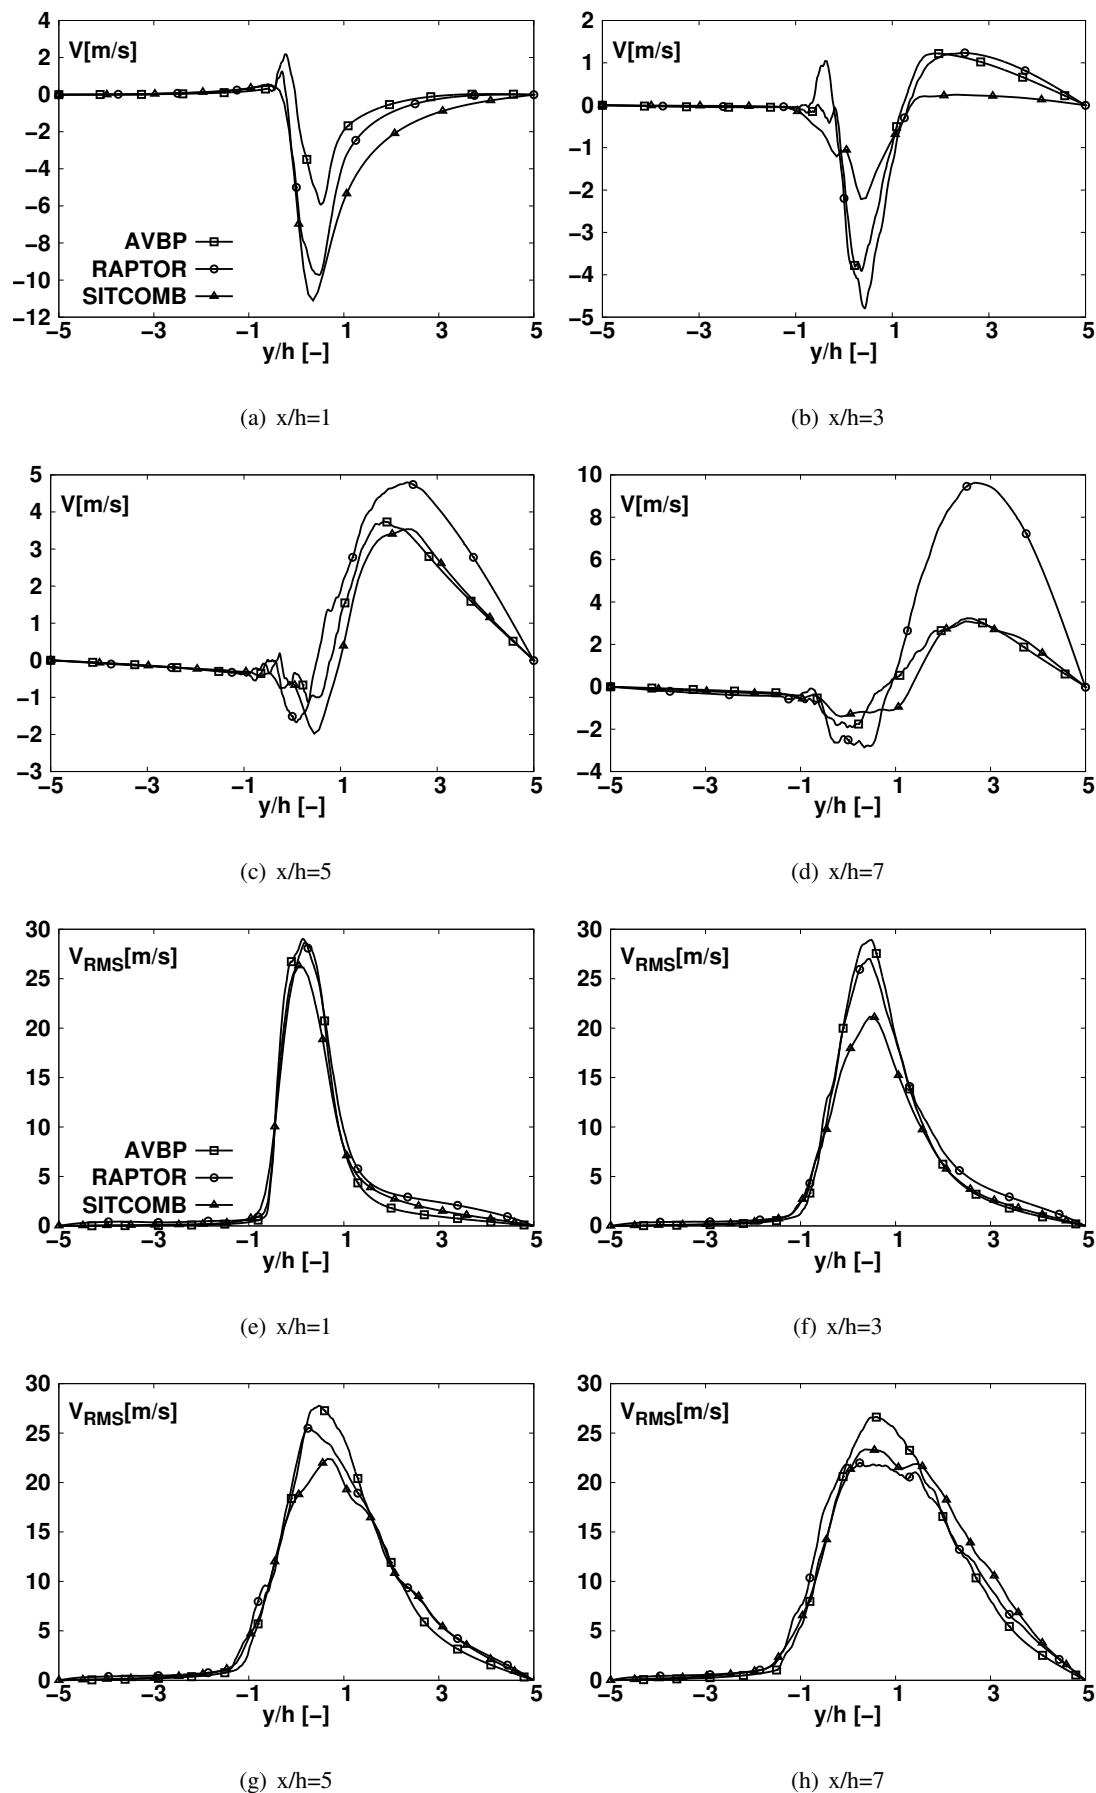 4
2
0
−2
−4
−6
−8
−10
−12
V[m/s]
AVBP
RAPTOR
SITCOMB
−5 −3 −1 1 3 5
y/h [−]
(a) x/h=1
2
1
0
−1
−2
−3
−4
−5
V[m/s]
−5 −3 −1 1 3 5
y/h [−]
(b) x/h=3
5
4
3
2
1
0
−1
−2
−3
V[m/s]
−5 −3 −1 1 3 5
y/h [−]
(c) x/h=5
10
8
6
4
2
0
−2
−4
V[m/s]
−5 −3 −1 1 3 5
y/h [−]
(d) x/h=7
30
25
20
15
10
5
0
VRMS[m/s]
AVBP
RAPTOR
SITCOMB
−5 −3 −1 1 3 5
y/h [−]
(e) x/h=1
30
25
20
15
10
5
0
VRMS[m/s]
−5 −3 −1 1 3 5
y/h [−]
(f) x/h=3
30
25
20
15
10
5
0
VRMS[m/s]
−5 −3 −1 1 3 5
y/h [−]
(g) x/h=5
30
25
20
15
10
5
0
VRMS[m/s]
−5 −3 −1 1 3 5
y/h [−]
(h) x/h=7